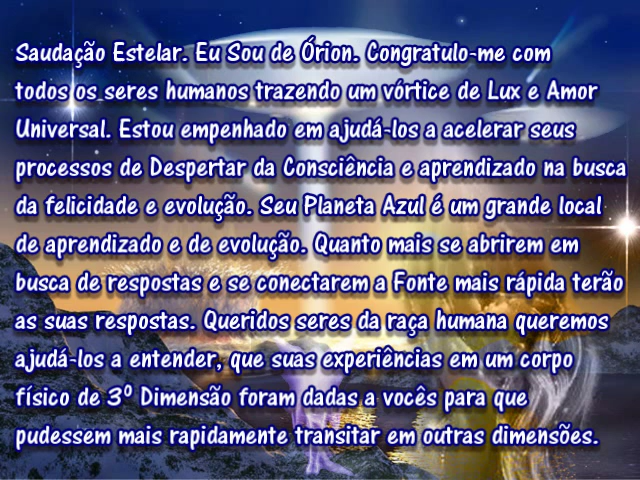 Saudação Estelar. Eu Sou de Órion. Congratulo-me com
todos os seres humanos trazendo um vórtice de Lux e Amor
Universal. Estou empenhado em ajudá-los a acelerar seus
processos de Despertar da Consciência e aprendizado na busca
da felicidade e evolução. Seu Planeta Azul é um grande local
de aprendizado e de evolução. Quanto mais se abrirem em
busca de respostas e se conectarem a Fonte mais rápida terão
as suas respostas. Queridos seres da raça humana queremos
ajudá-los a entender, que suas experiências em um corpo
físico de 3º Dimensão foram dadas a vocês para que
pudessem mais rapidamente transitar em outras dimensões.